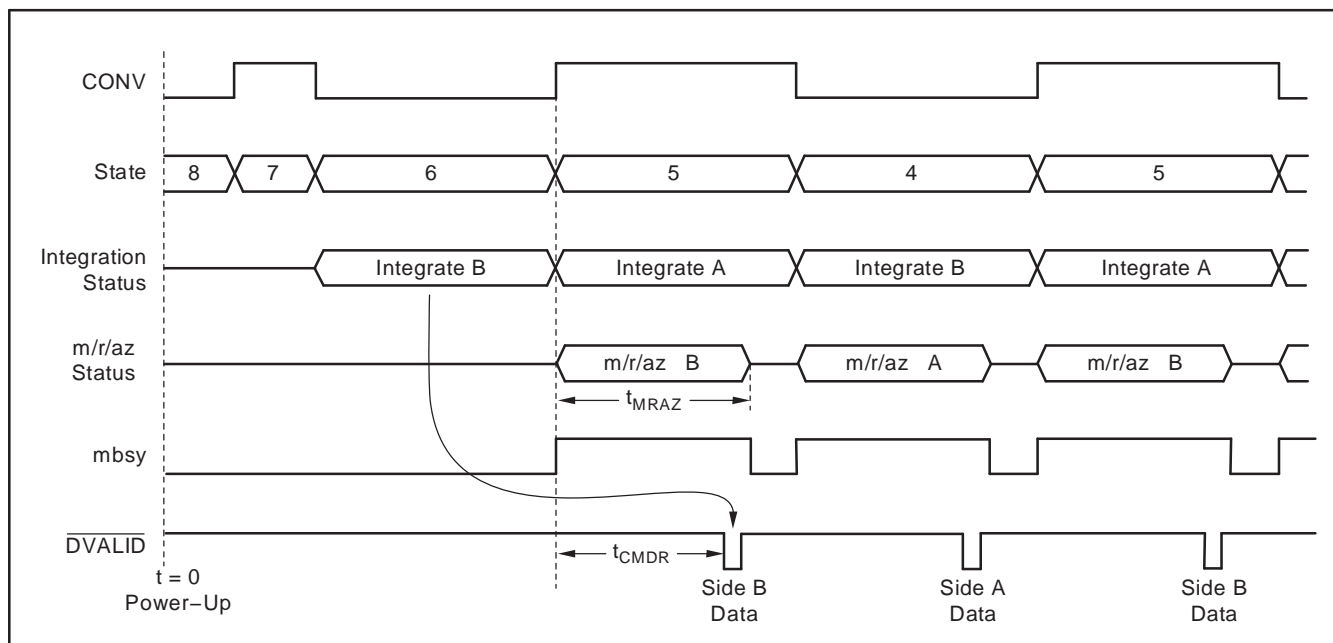 CONV
State
8 7 6 5 4 5
Integration
Status
Integrate B Integrate A Integrate B Integrate A
m/r/az
Status
m/r/az B m/r/az A m/r/az B
tMRAZ
mbsy
DVALID
tCMDR
t = 0
Power−Up
Side B
Data
Side A
Data
Side B
Data